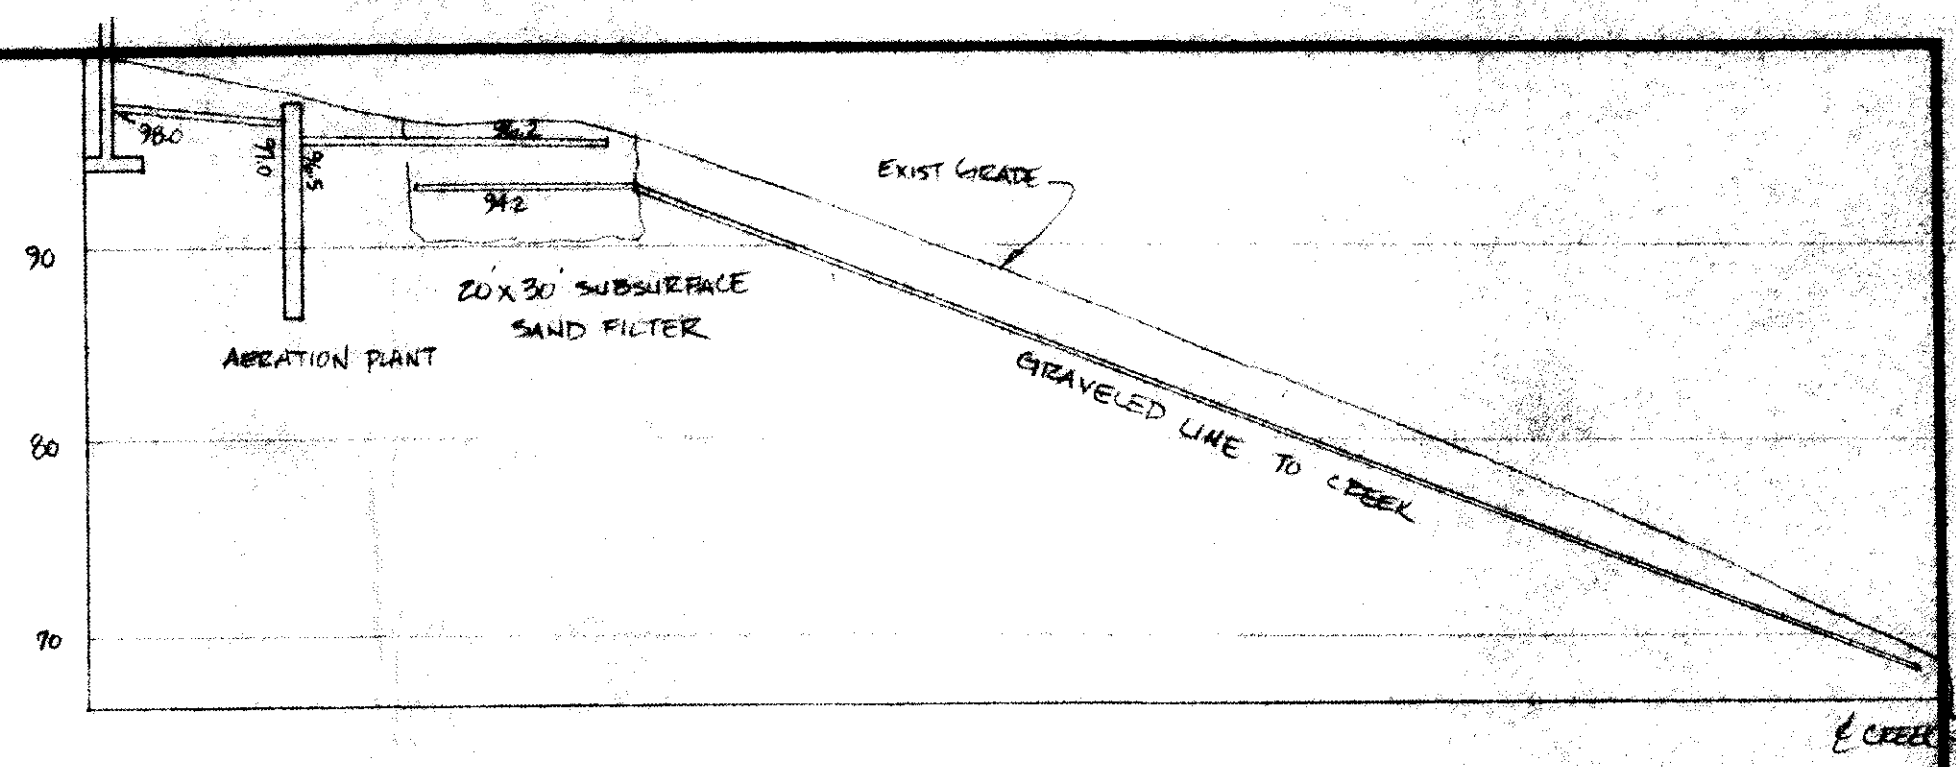 98.0
97.0
96.5
96.2
94.2
EXIST GRADE
90
20' x 30' SUBSURFACE
SAND FILTER
AERATION PLANT
GRAVELED LINE TO CREEK
80
70
℄ CREEK